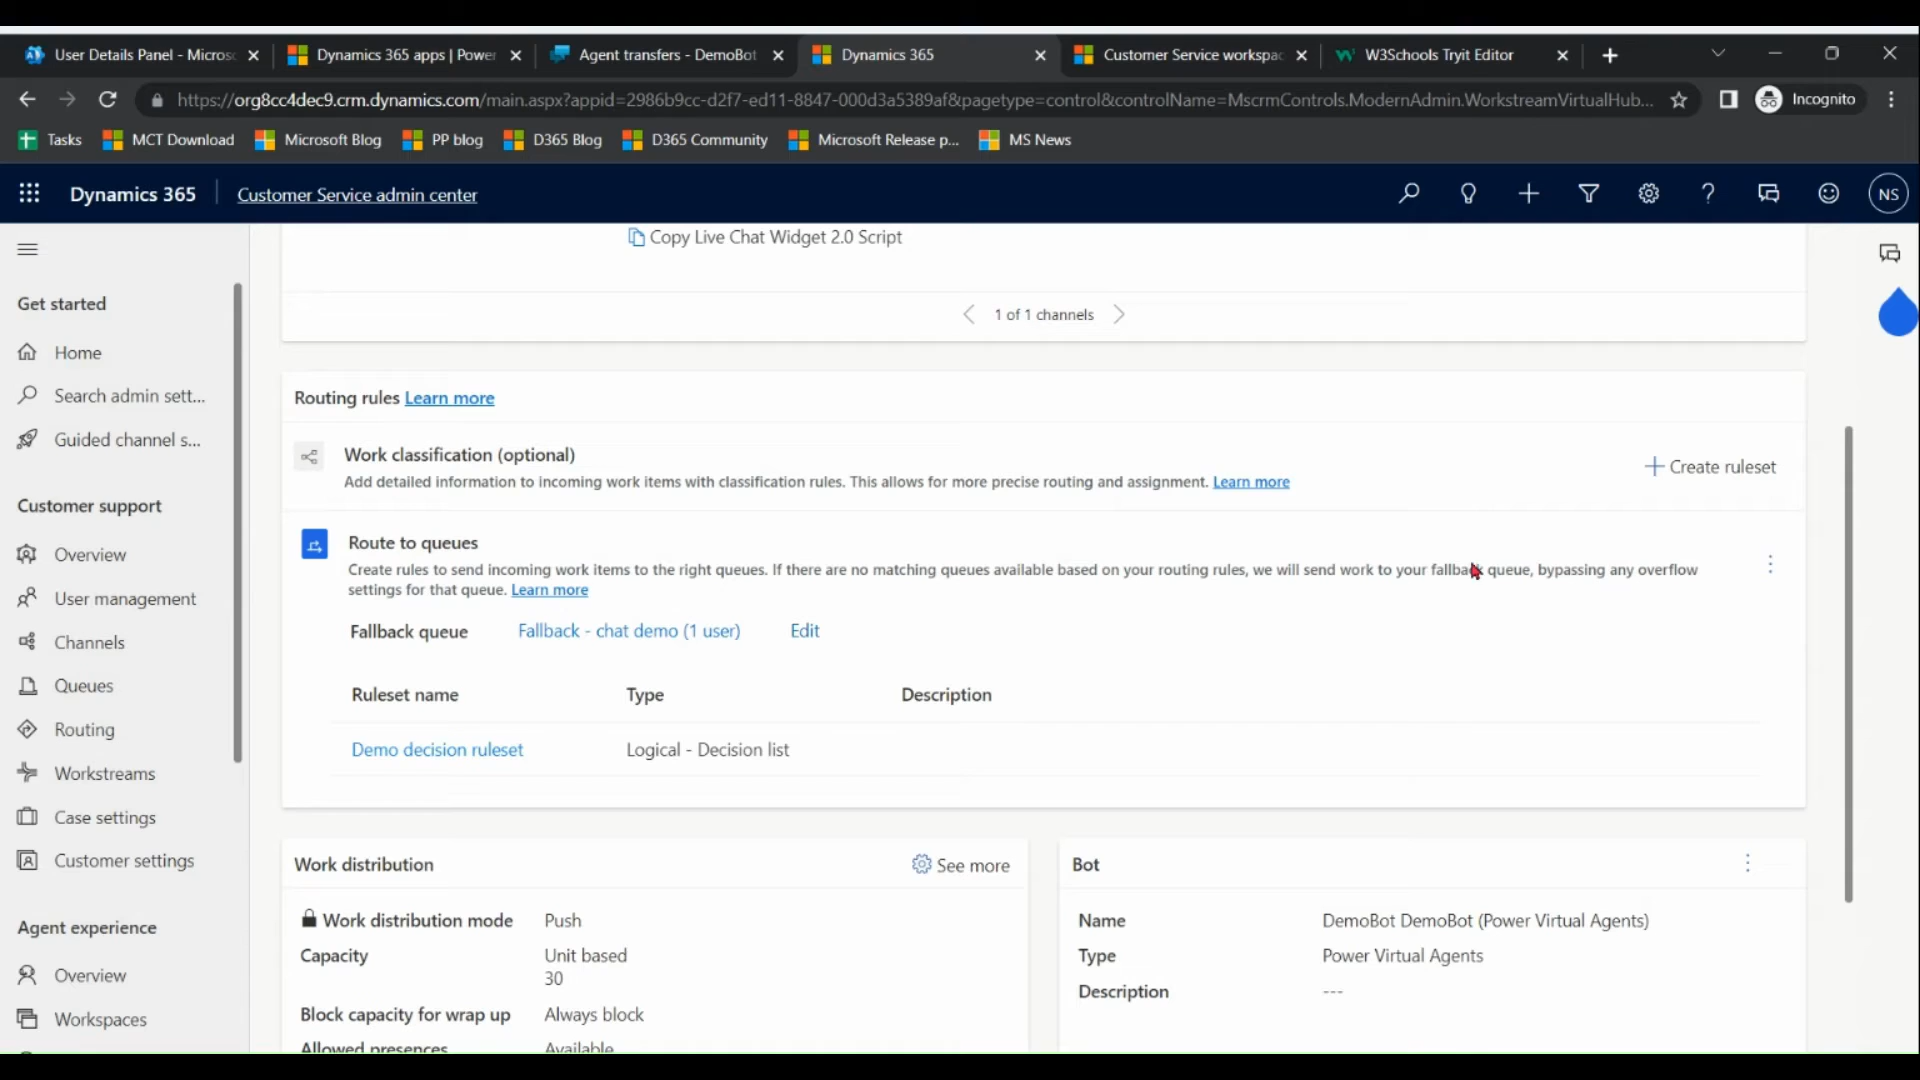 User Details Panel - Micros
Dynamics 365 apps | Power
Agent transfers - DemoBot
Dynamics 365
Customer Service workspac
W3Schools Tryit Editor
https://org8cc4dec9.crm.dynamics.com/main.aspx?appid=2986b9cc-d2f7-ed11-8847-000d3a5389af&pagetype=control&controlName=MscrmControls.ModernAdmin.WorkstreamVirtualHub...
Incognito
Tasks
MCT Download
Microsoft Blog
PP blog
D365 Blog
D365 Community
Microsoft Release p...
MS News
Dynamics 365
Customer Service admin center
NS
Get started
Home
Search admin sett...
Guided channel s...
Customer support
Overview
User management
Channels
Queues
Routing
Workstreams
Case settings
Customer settings
Agent experience
Overview
Workspaces
Copy Live Chat Widget 2.0 Script
1 of 1 channels
Routing rules Learn more
Work classification (optional)
Add detailed information to incoming work items with classification rules. This allows for more precise routing and assignment. Learn more
Create ruleset
Route to queues
Create rules to send incoming work items to the right queues. If there are no matching queues available based on your routing rules, we will send work to your fallback queue, bypassing any overflow
settings for that queue. Learn more
Fallback queue Fallback - chat demo (1 user) Edit
Ruleset name Type Description
Demo decision ruleset Logical - Decision list
Work distribution
See more
Work distribution mode Push
Capacity Unit based
30
Block capacity for wrap up Always block
Allowed presences Available
Bot
Name DemoBot DemoBot (Power Virtual Agents)
Type Power Virtual Agents
Description ---